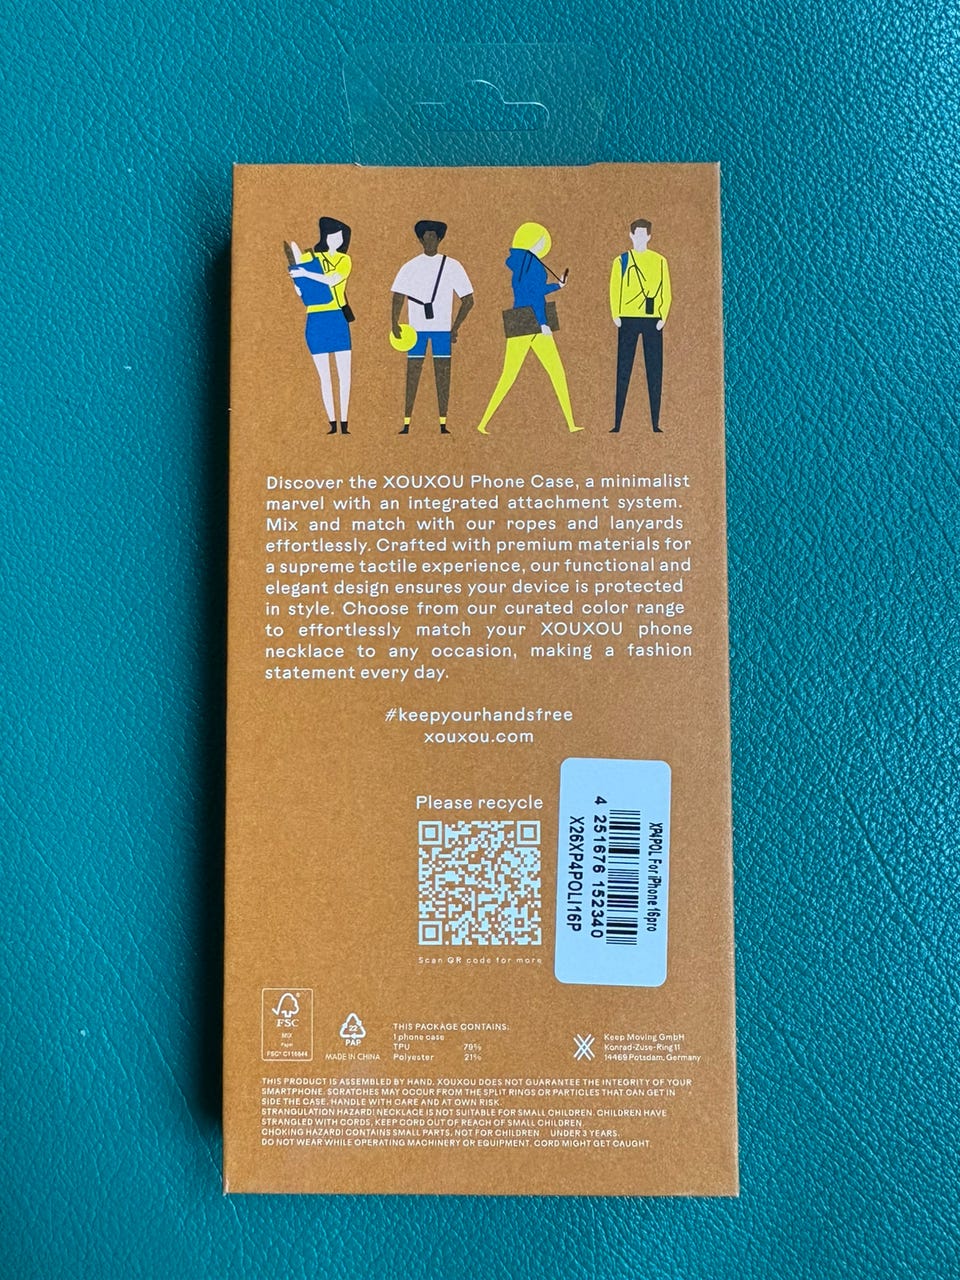 Discover the XOUXOU Phone Case, a minimalist
marvel with an integrated attachment system.
Mix and match with our ropes and lanyards
effortlessly. Crafted with premium materials for
a supreme tactile experience, our functional and
elegant design ensures your device is protected
in style. Choose from our curated color range
to effortlessly match your XOUXOU phone
necklace to any occasion, making a fashion
statement every day.
#keepyourhandsfree
xouxou.com
Please recycle
Scan QR code for more
XP4POL For iPhone 16pro
4 251676 152340
X26XP4POLI16P
FSC
MIX
Paper
FSC® C116644
22
PAP
MADE IN CHINA
THIS PACKAGE CONTAINS:
1 phone case
TPU 79%
Polyester 21%
Keep Moving GmbH
Konrad-Zuse-Ring 11
14469 Potsdam, Germany
THIS PRODUCT IS ASSEMBLED BY HAND. XOUXOU DOES NOT GUARANTEE THE INTEGRITY OF YOUR
SMARTPHONE. SCRATCHES MAY OCCUR FROM THE SPLIT RINGS OR PARTICLES THAT CAN GET IN
SIDE THE CASE. HANDLE WITH CARE AND AT OWN RISK.
STRANGULATION HAZARD! NECKLACE IS NOT SUITABLE FOR SMALL CHILDREN. CHILDREN HAVE
STRANGLED WITH CORDS, KEEP CORD OUT OF REACH OF SMALL CHILDREN
CHOKING HAZARD! CONTAINS SMALL PARTS. NOT FOR CHILDREN UNDER 3 YEARS.
DO NOT WEAR WHILE OPERATING MACHINERY OR EQUIPMENT. CORD MIGHT GET CAUGHT.